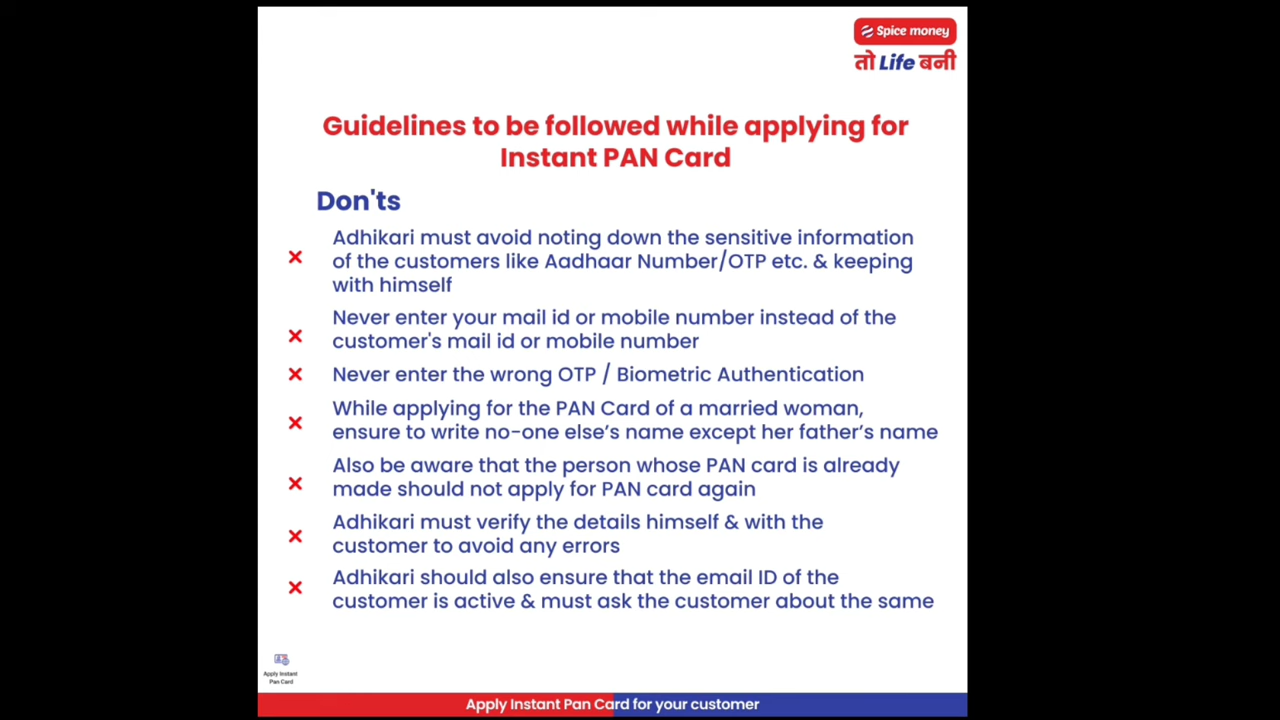 Spice money
तो Life बनी
Guidelines to be followed while applying for
Instant PAN Card
Don'ts
Adhikari must avoid noting down the sensitive information
of the customers like Aadhaar Number/OTP etc. & keeping
with himself
Never enter your mail id or mobile number instead of the
customer's mail id or mobile number
Never enter the wrong OTP / Biometric Authentication
While applying for the PAN Card of a married woman,
ensure to write no-one else’s name except her father’s name
Also be aware that the person whose PAN card is already
made should not apply for PAN card again
Adhikari must verify the details himself & with the
customer to avoid any errors
Adhikari should also ensure that the email ID of the
customer is active & must ask the customer about the same
Apply Instant
Pan Card
Apply Instant Pan Card for your customer